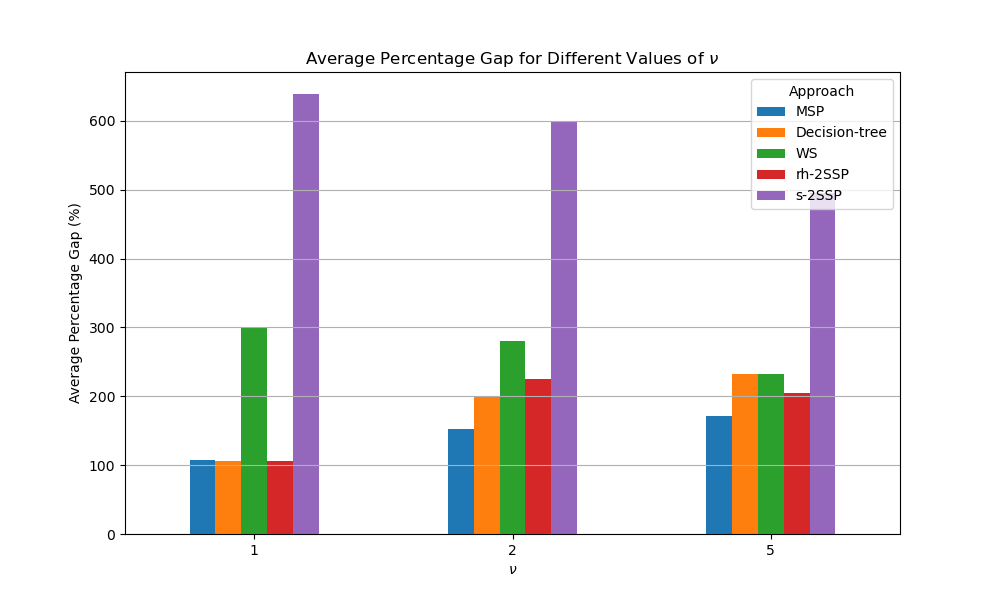 Average Percentage Gap for Different Values of ν
Average Percentage Gap (%)
600
500
400
300
200
100
0
1
2
5
ν
Approach
MSP
Decision-tree
WS
rh-2SSP
s-2SSP